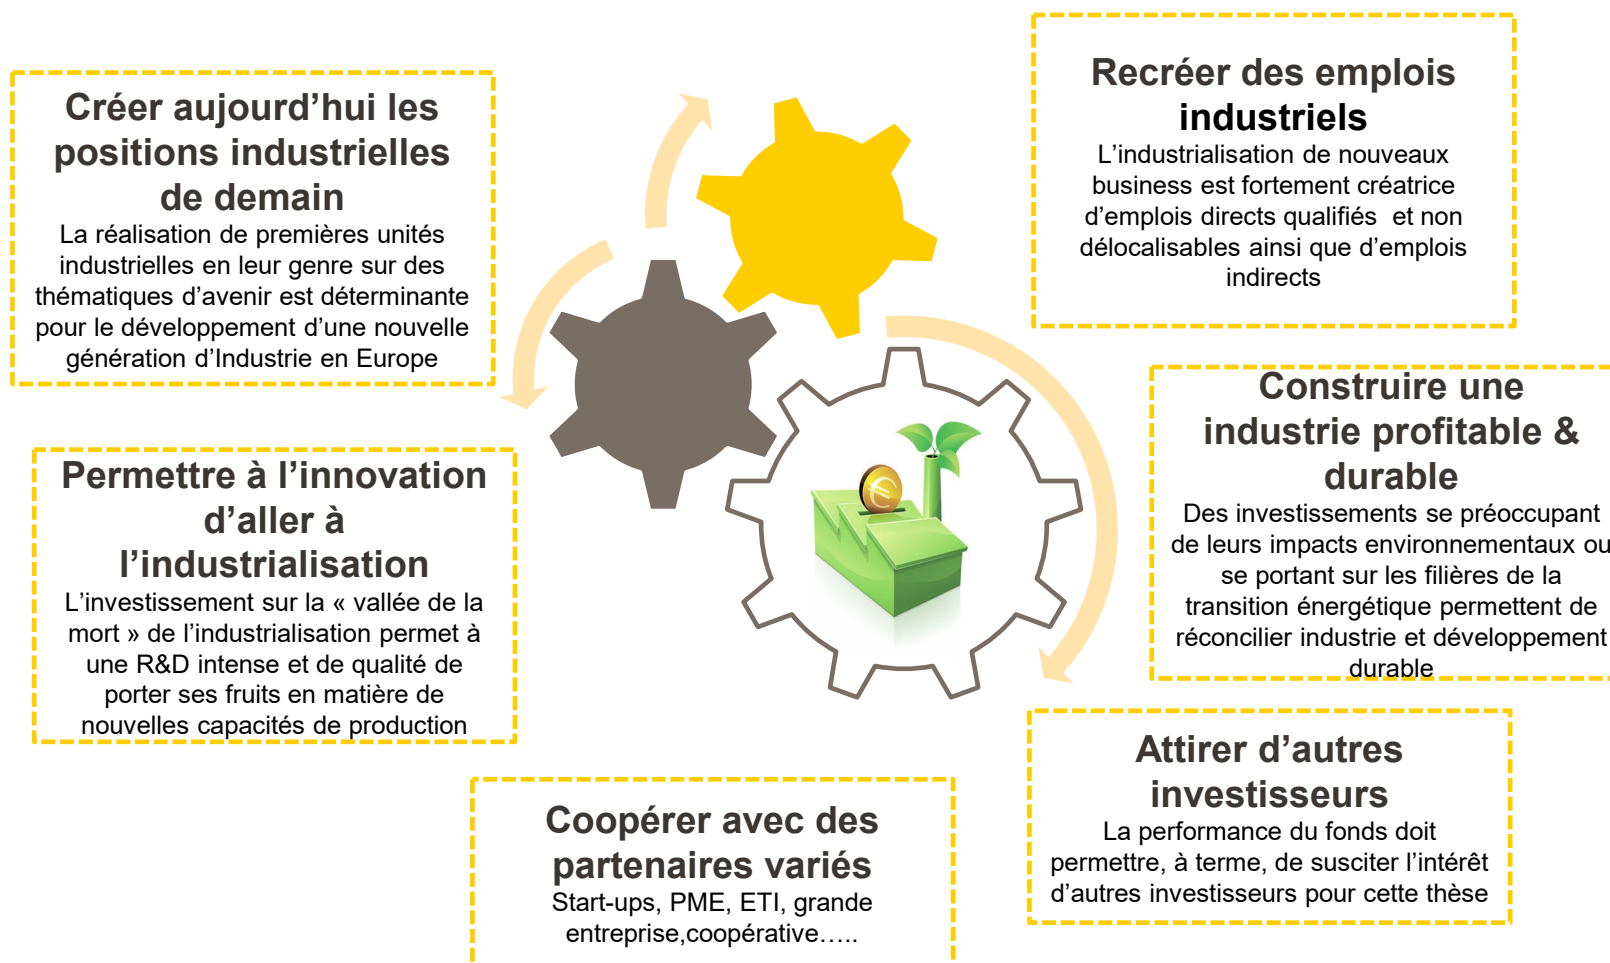 Créer aujourd’hui les
positions industrielles
de demain
La réalisation de premières unités
industrielles en leur genre sur des
thématiques d’avenir est déterminante
pour le développement d’une nouvelle
génération d’Industrie en Europe
Permettre à l’innovation
d’aller à
l’industrialisation
L’investissement sur la « vallée de la
mort » de l’industrialisation permet à
une R&D intense et de qualité de
porter ses fruits en matière de
nouvelles capacités de production
Coopérer avec des
partenaires variés
Start-ups, PME, ETI, grande
entreprise,coopérative…..
Recréer des emplois
industriels
L’industrialisation de nouveaux
business est fortement créatrice
d’emplois directs qualifiés et non
délocalisables ainsi que d’emplois
indirects
Construire une
industrie profitable &
durable
Des investissements se préoccupant
de leurs impacts environnementaux ou
se portant sur les filières de la
transition énergétique permettent de
réconcilier industrie et développement
durable
Attirer d’autres
investisseurs
La performance du fonds doit
permettre, à terme, de susciter l’intérêt
d’autres investisseurs pour cette thèse
€